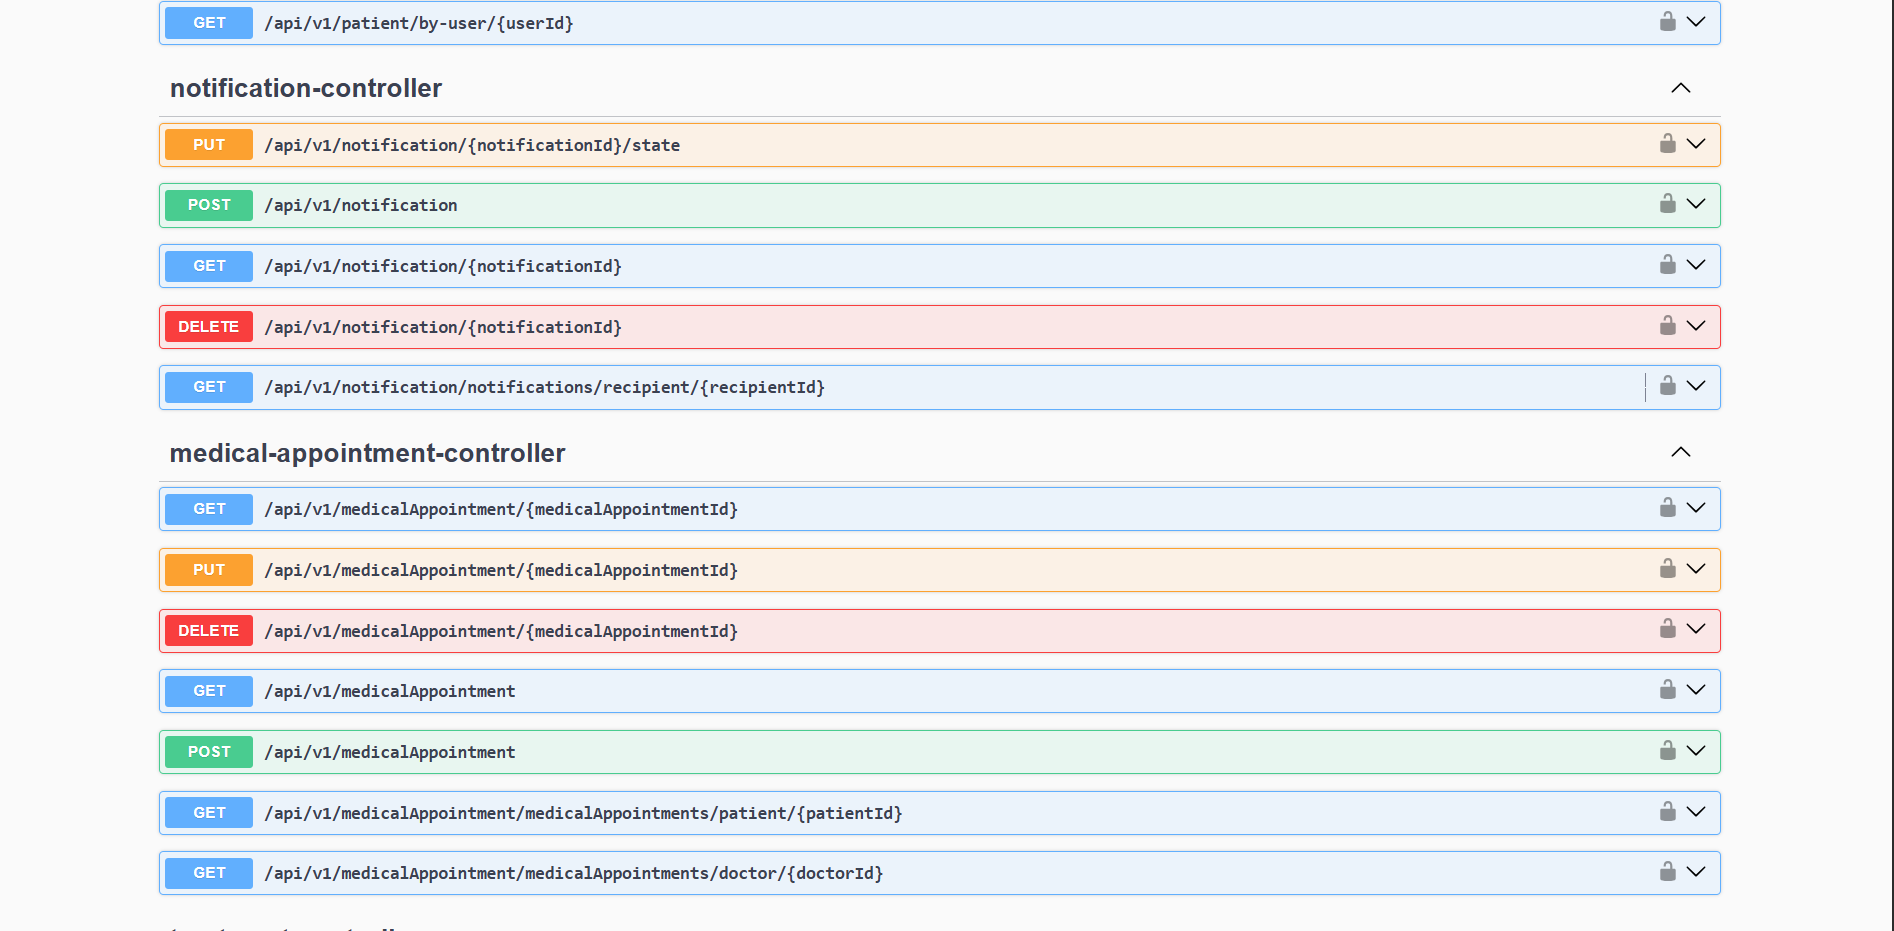 GET /api/v1/patient/by-user/{userId}
notification-controller
PUT /api/v1/notification/{notificationId}/state
POST /api/v1/notification
GET /api/v1/notification/{notificationId}
DELETE /api/v1/notification/{notificationId}
GET /api/v1/notification/notifications/recipient/{recipientId}
medical-appointment-controller
GET /api/v1/medicalAppointment/{medicalAppointmentId}
PUT /api/v1/medicalAppointment/{medicalAppointmentId}
DELETE /api/v1/medicalAppointment/{medicalAppointmentId}
GET /api/v1/medicalAppointment
POST /api/v1/medicalAppointment
GET /api/v1/medicalAppointment/medicalAppointments/patient/{patientId}
GET /api/v1/medicalAppointment/medicalAppointments/doctor/{doctorId}